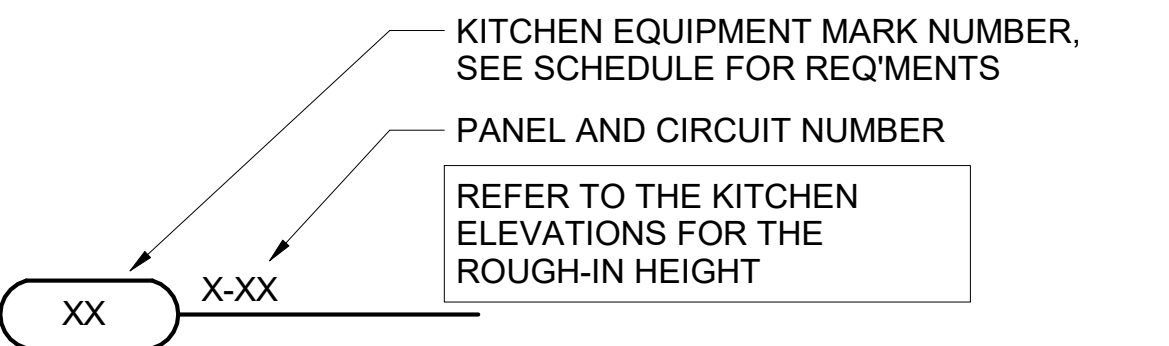 KITCHEN EQUIPMENT MARK NUMBER,
SEE SCHEDULE FOR REQ'MENTS
PANEL AND CIRCUIT NUMBER
REFER TO THE KITCHEN
ELEVATIONS FOR THE
ROUGH-IN HEIGHT
X-XX
XX